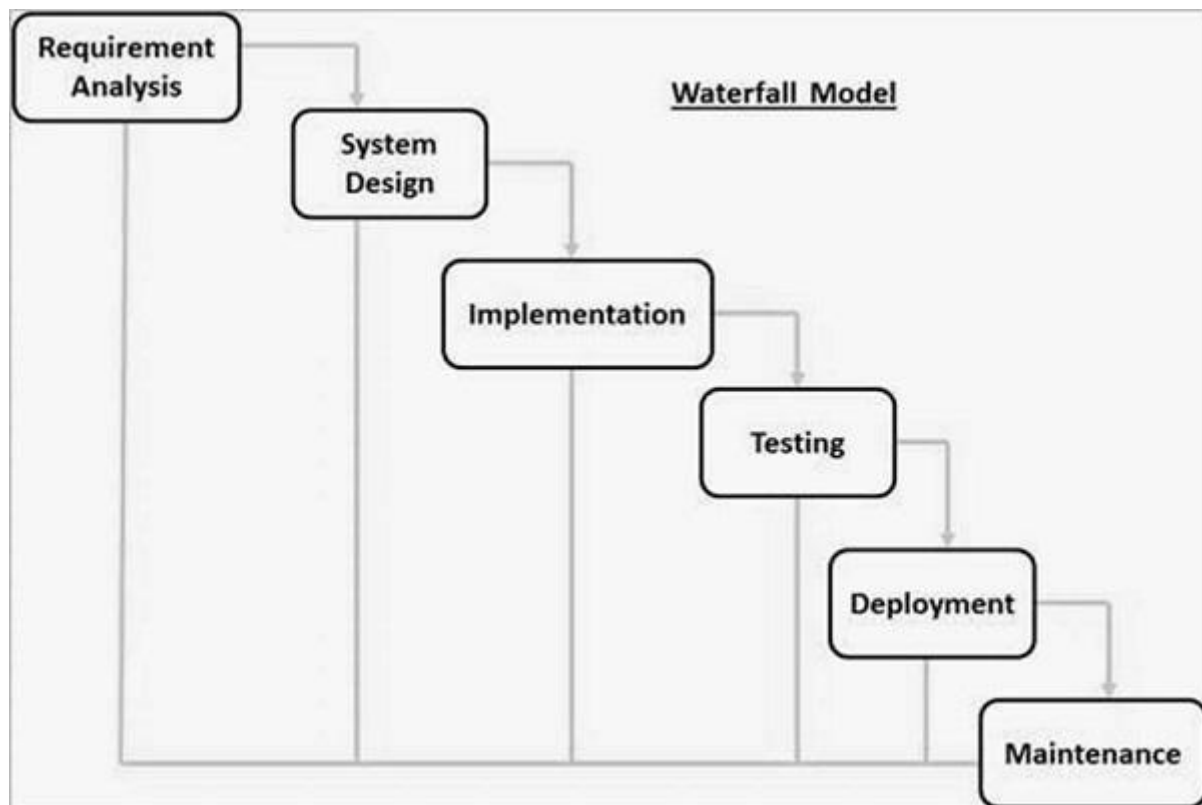 Requirement
Analysis
Waterfall Model
System
Design
Implementation
Testing
Deployment
Maintenance